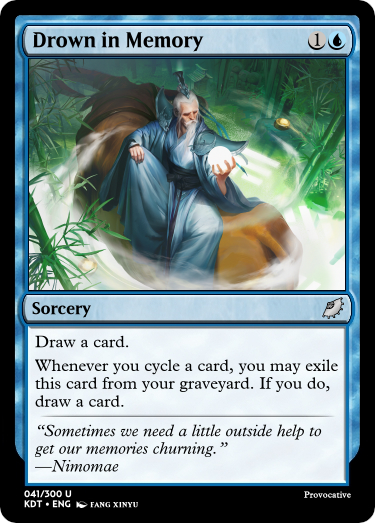 Drown in Memory 1
Sorcery
Draw a card.
Whenever you cycle a card, you may exile
this card from your graveyard. If you do,
draw a card.
“Sometimes we need a little outside help to
get our memories churning.”
—Nimomae
041/300 U
KDT • ENG FANG XINYU
Provocative